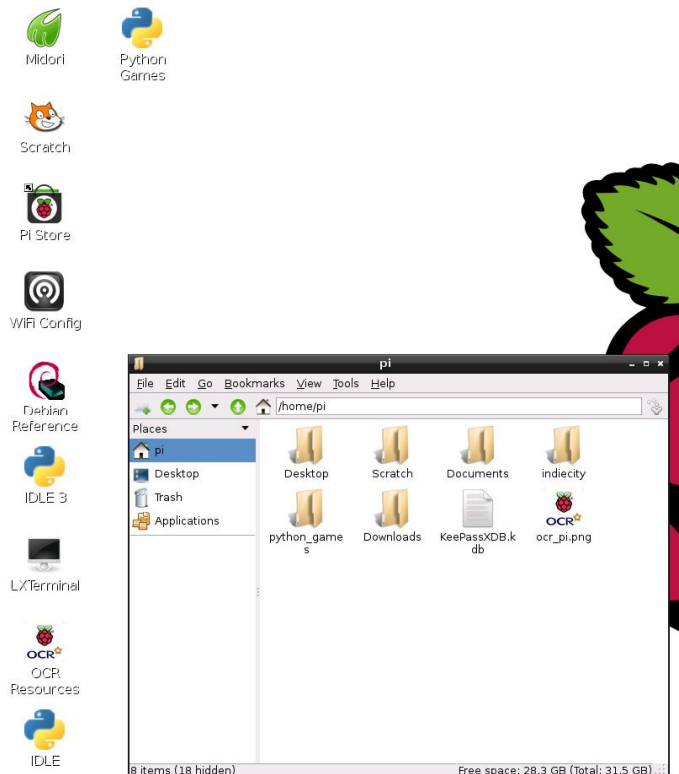 Midori
Python
Games
Scratch
Pi Store
WiFi Config
Debian
Reference
IDLE 3
LXTerminal
OCR
OCR
Resources
IDLE
pi
File Edit Go Bookmarks View Tools Help
/home/pi
Places
pi
Desktop
Trash
Applications
Desktop Scratch Documents indiecity
OCR
python_game
s
Downloads
KeePassXDB.k
db
ocr_pi.png
8 items (18 hidden) Free space: 28.3 GB (Total: 31.5 GB)